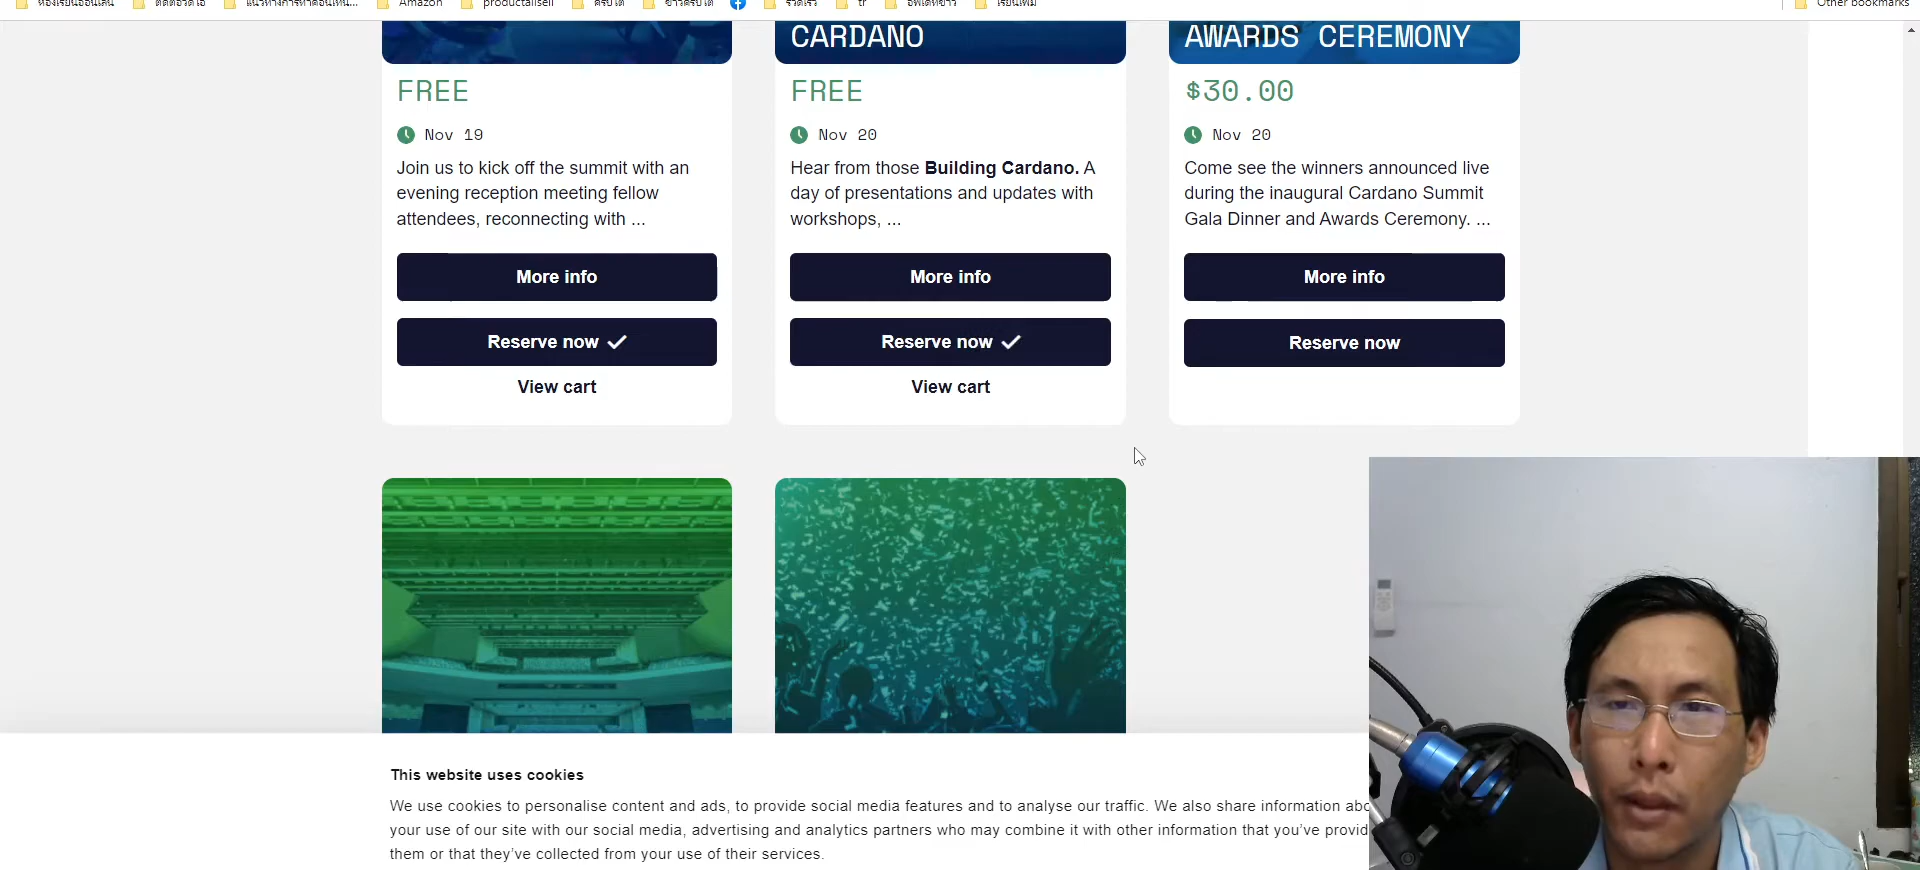 Amazon
productallsell
Other bookmarks
CARDANO
AWARDS CEREMONY
FREE
FREE
$30.00
Nov 19
Nov 20
Nov 20
Join us to kick off the summit with an
evening reception meeting fellow
attendees, reconnecting with ...
Hear from those Building Cardano. A
day of presentations and updates with
workshops, ...
Come see the winners announced live
during the inaugural Cardano Summit
Gala Dinner and Awards Ceremony. ...
More info
More info
More info
Reserve now
Reserve now
Reserve now
View cart
View cart
This website uses cookies
We use cookies to personalise content and ads, to provide social media features and to analyse our traffic. We also share information
your use of our site with our social media, advertising and analytics partners who may combine it with other information that you've
them or that they've collected from your use of their services.